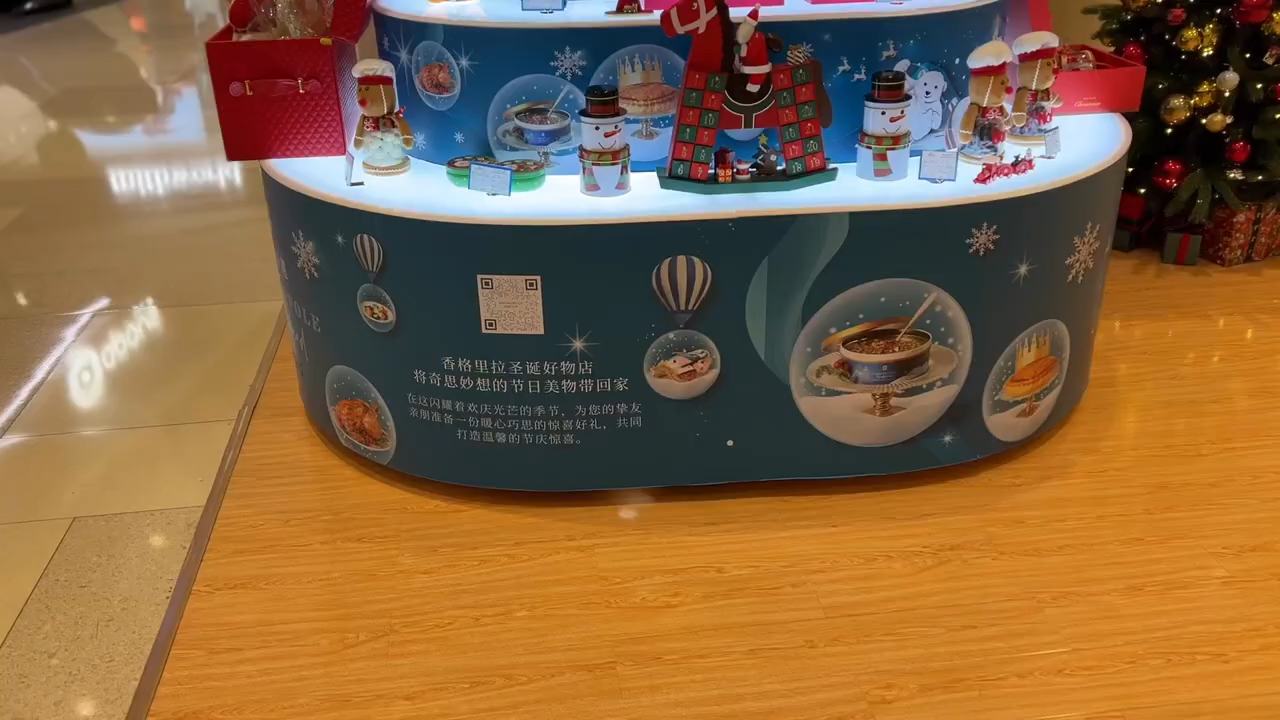 香格里拉圣诞好物店
将奇思妙想的节日美物带回家
在这闪耀着欢庆光芒的季节，为您的挚友
亲朋准备一份暖心巧思的惊喜好礼，共同
打造温馨的节庆惊喜。